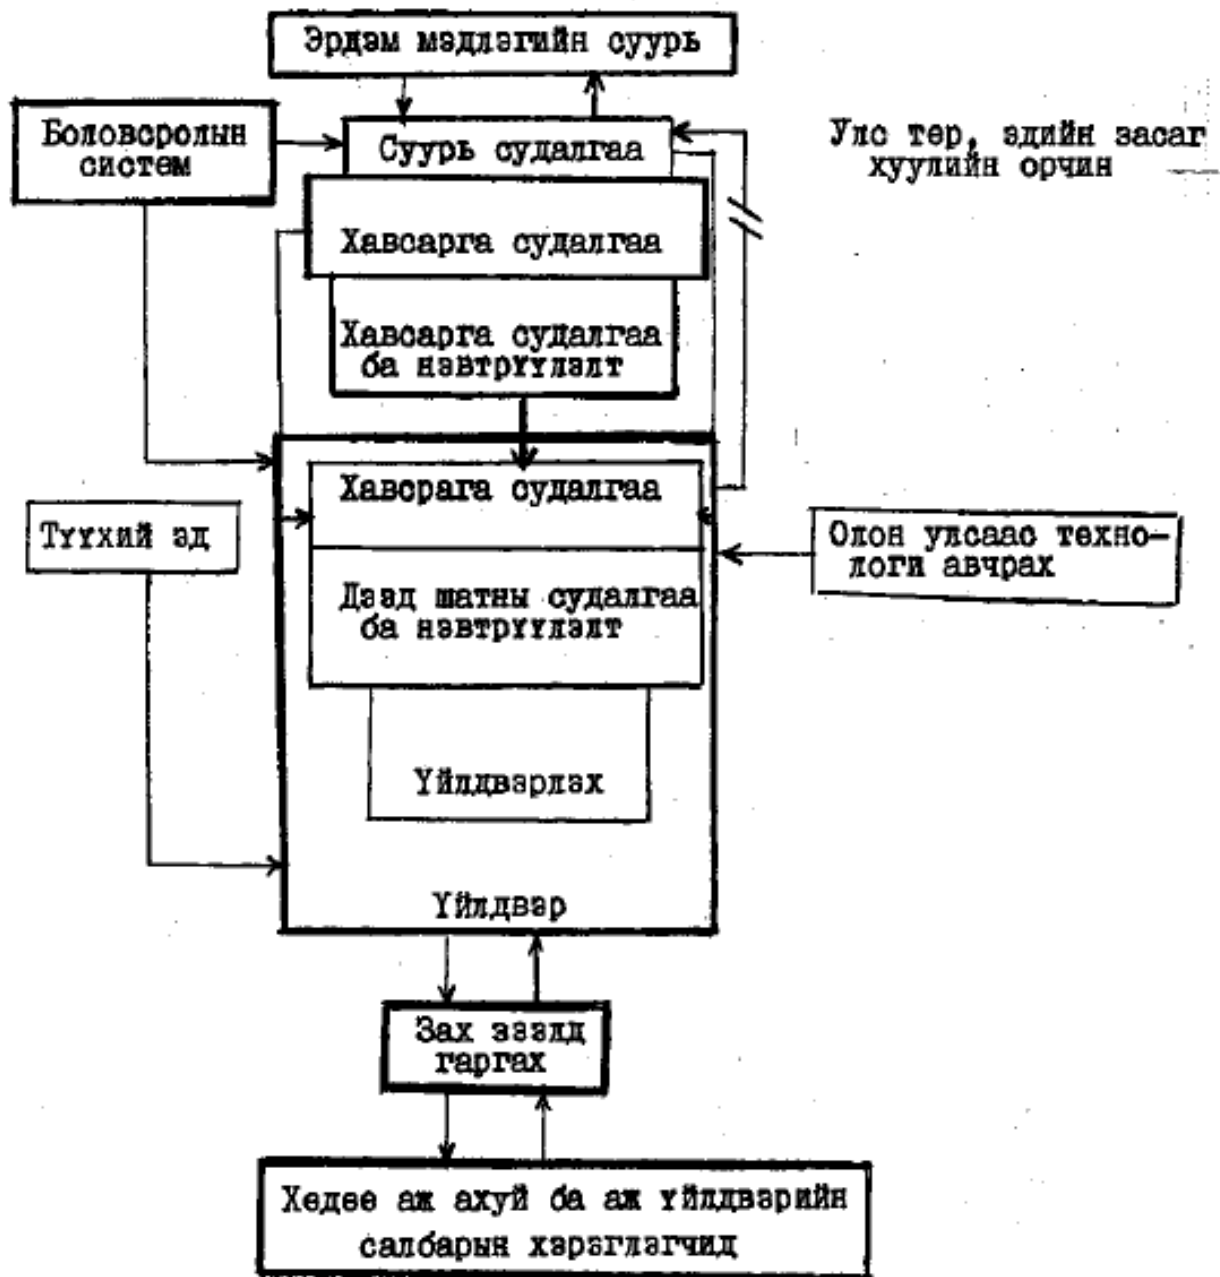 Эрдэм мэдлэгийн суурь
Боловсролын
систем
Суурь судалгаа
Улс төр, эдийн засаг
хуулийн орчин
Хавсарга судалгаа
Хавсарга судалгаа
ба нэвтрүүлэлт
Хавсрага судалгаа
Түүхий эд
Олон улсаас техно-
логи авчрах
Дээд шатны судалгаа
ба нэвтрүүлэлт
Үйлдвэрлэх
Үйлдвэр
Зах зээлд
гаргах
Хөдөө аж ахуй ба аж үйлдвэрийн
салбарын хэрэглэгчид